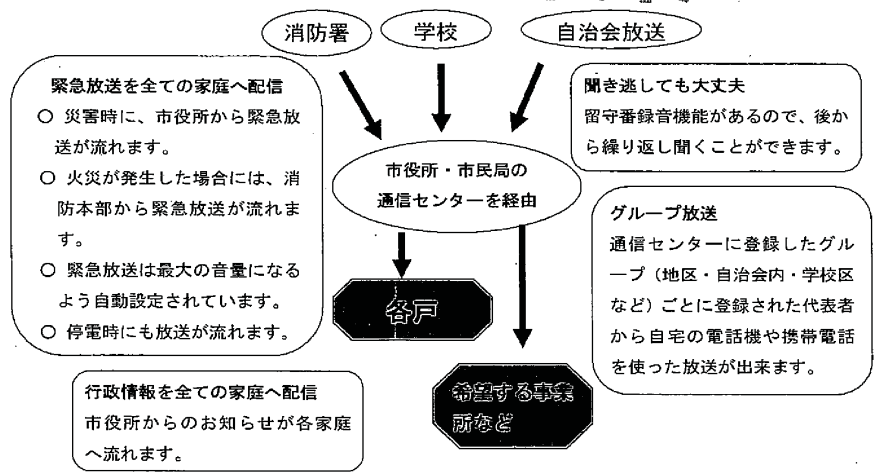 消防署
学校
自治会放送
緊急放送を全ての家庭へ配信
○ 災害時に、市役所から緊急放
送が流れます。
○ 火災が発生した場合には、消
防本部から緊急放送が流れま
す。
○ 緊急放送は最大の音量になる
よう自動設定されています。
○ 停電時にも放送が流れます。
聞き逃しても大丈夫
留守番録音機能があるので、後か
ら繰り返し聞くことができます。
市役所・市民局の
通信センターを経由
グループ放送
通信センターに登録したグル
ープ（地区・自治会内・学校区
など）ごとに登録された代表者
から自宅の電話機や携帯電話
を使った放送が出来ます。
各戸
行政情報を全ての家庭へ配信
市役所からのお知らせが各家庭
へ流れます。
希望する事業
所など